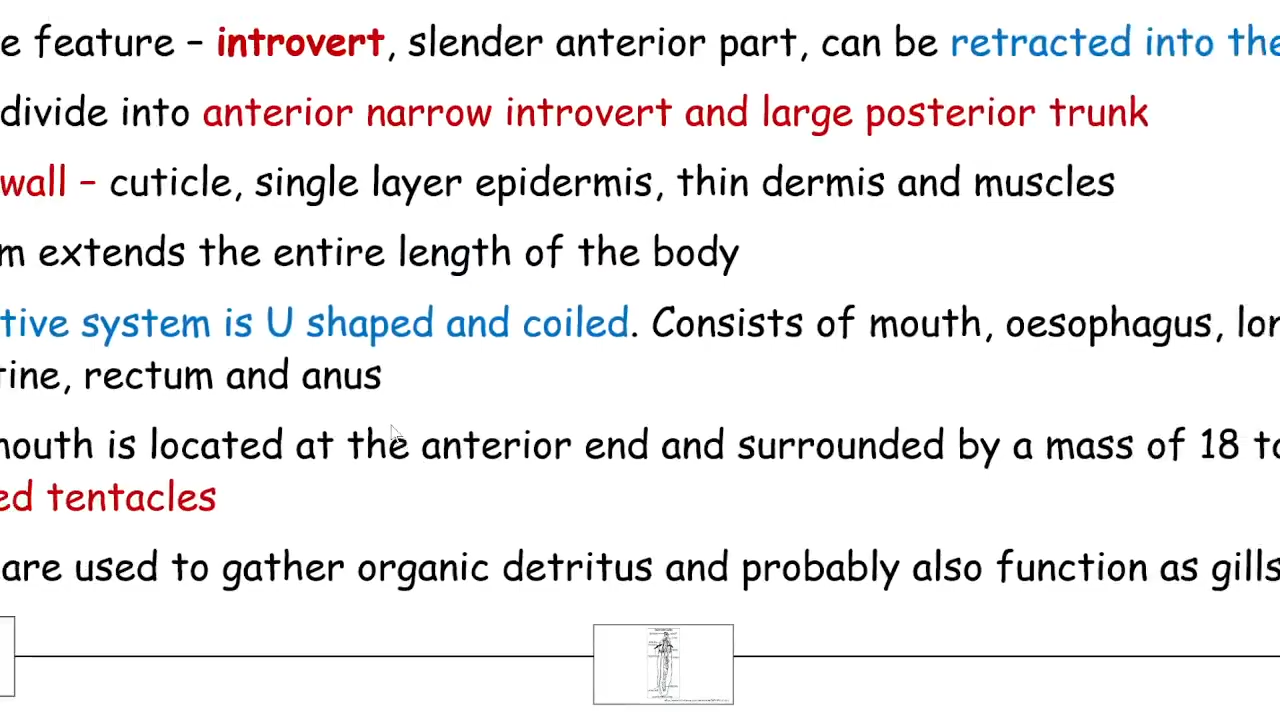 e feature – introvert, slender anterior part, can be retracted into the
divide into anterior narrow introvert and large posterior trunk
wall – cuticle, single layer epidermis, thin dermis and muscles
m extends the entire length of the body
tive system is U shaped and coiled. Consists of mouth, oesophagus, lon
tine, rectum and anus
mouth is located at the anterior end and surrounded by a mass of 18 to
ed tentacles
are used to gather organic detritus and probably also function as gills